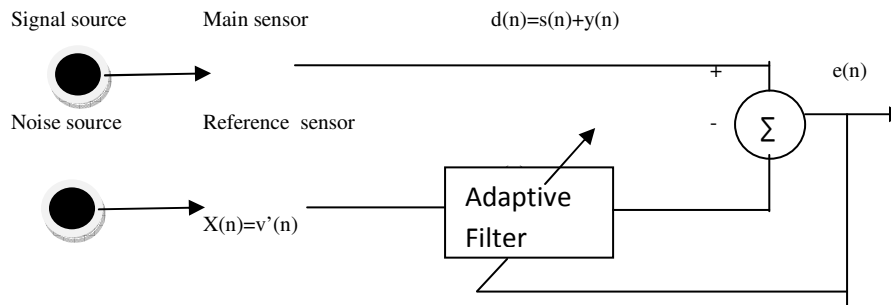 Signal source Main sensor d(n)=s(n)+y(n)
+ e(n)
Noise source Reference sensor - Σ
Adaptive
X(n)=v’(n) Filter